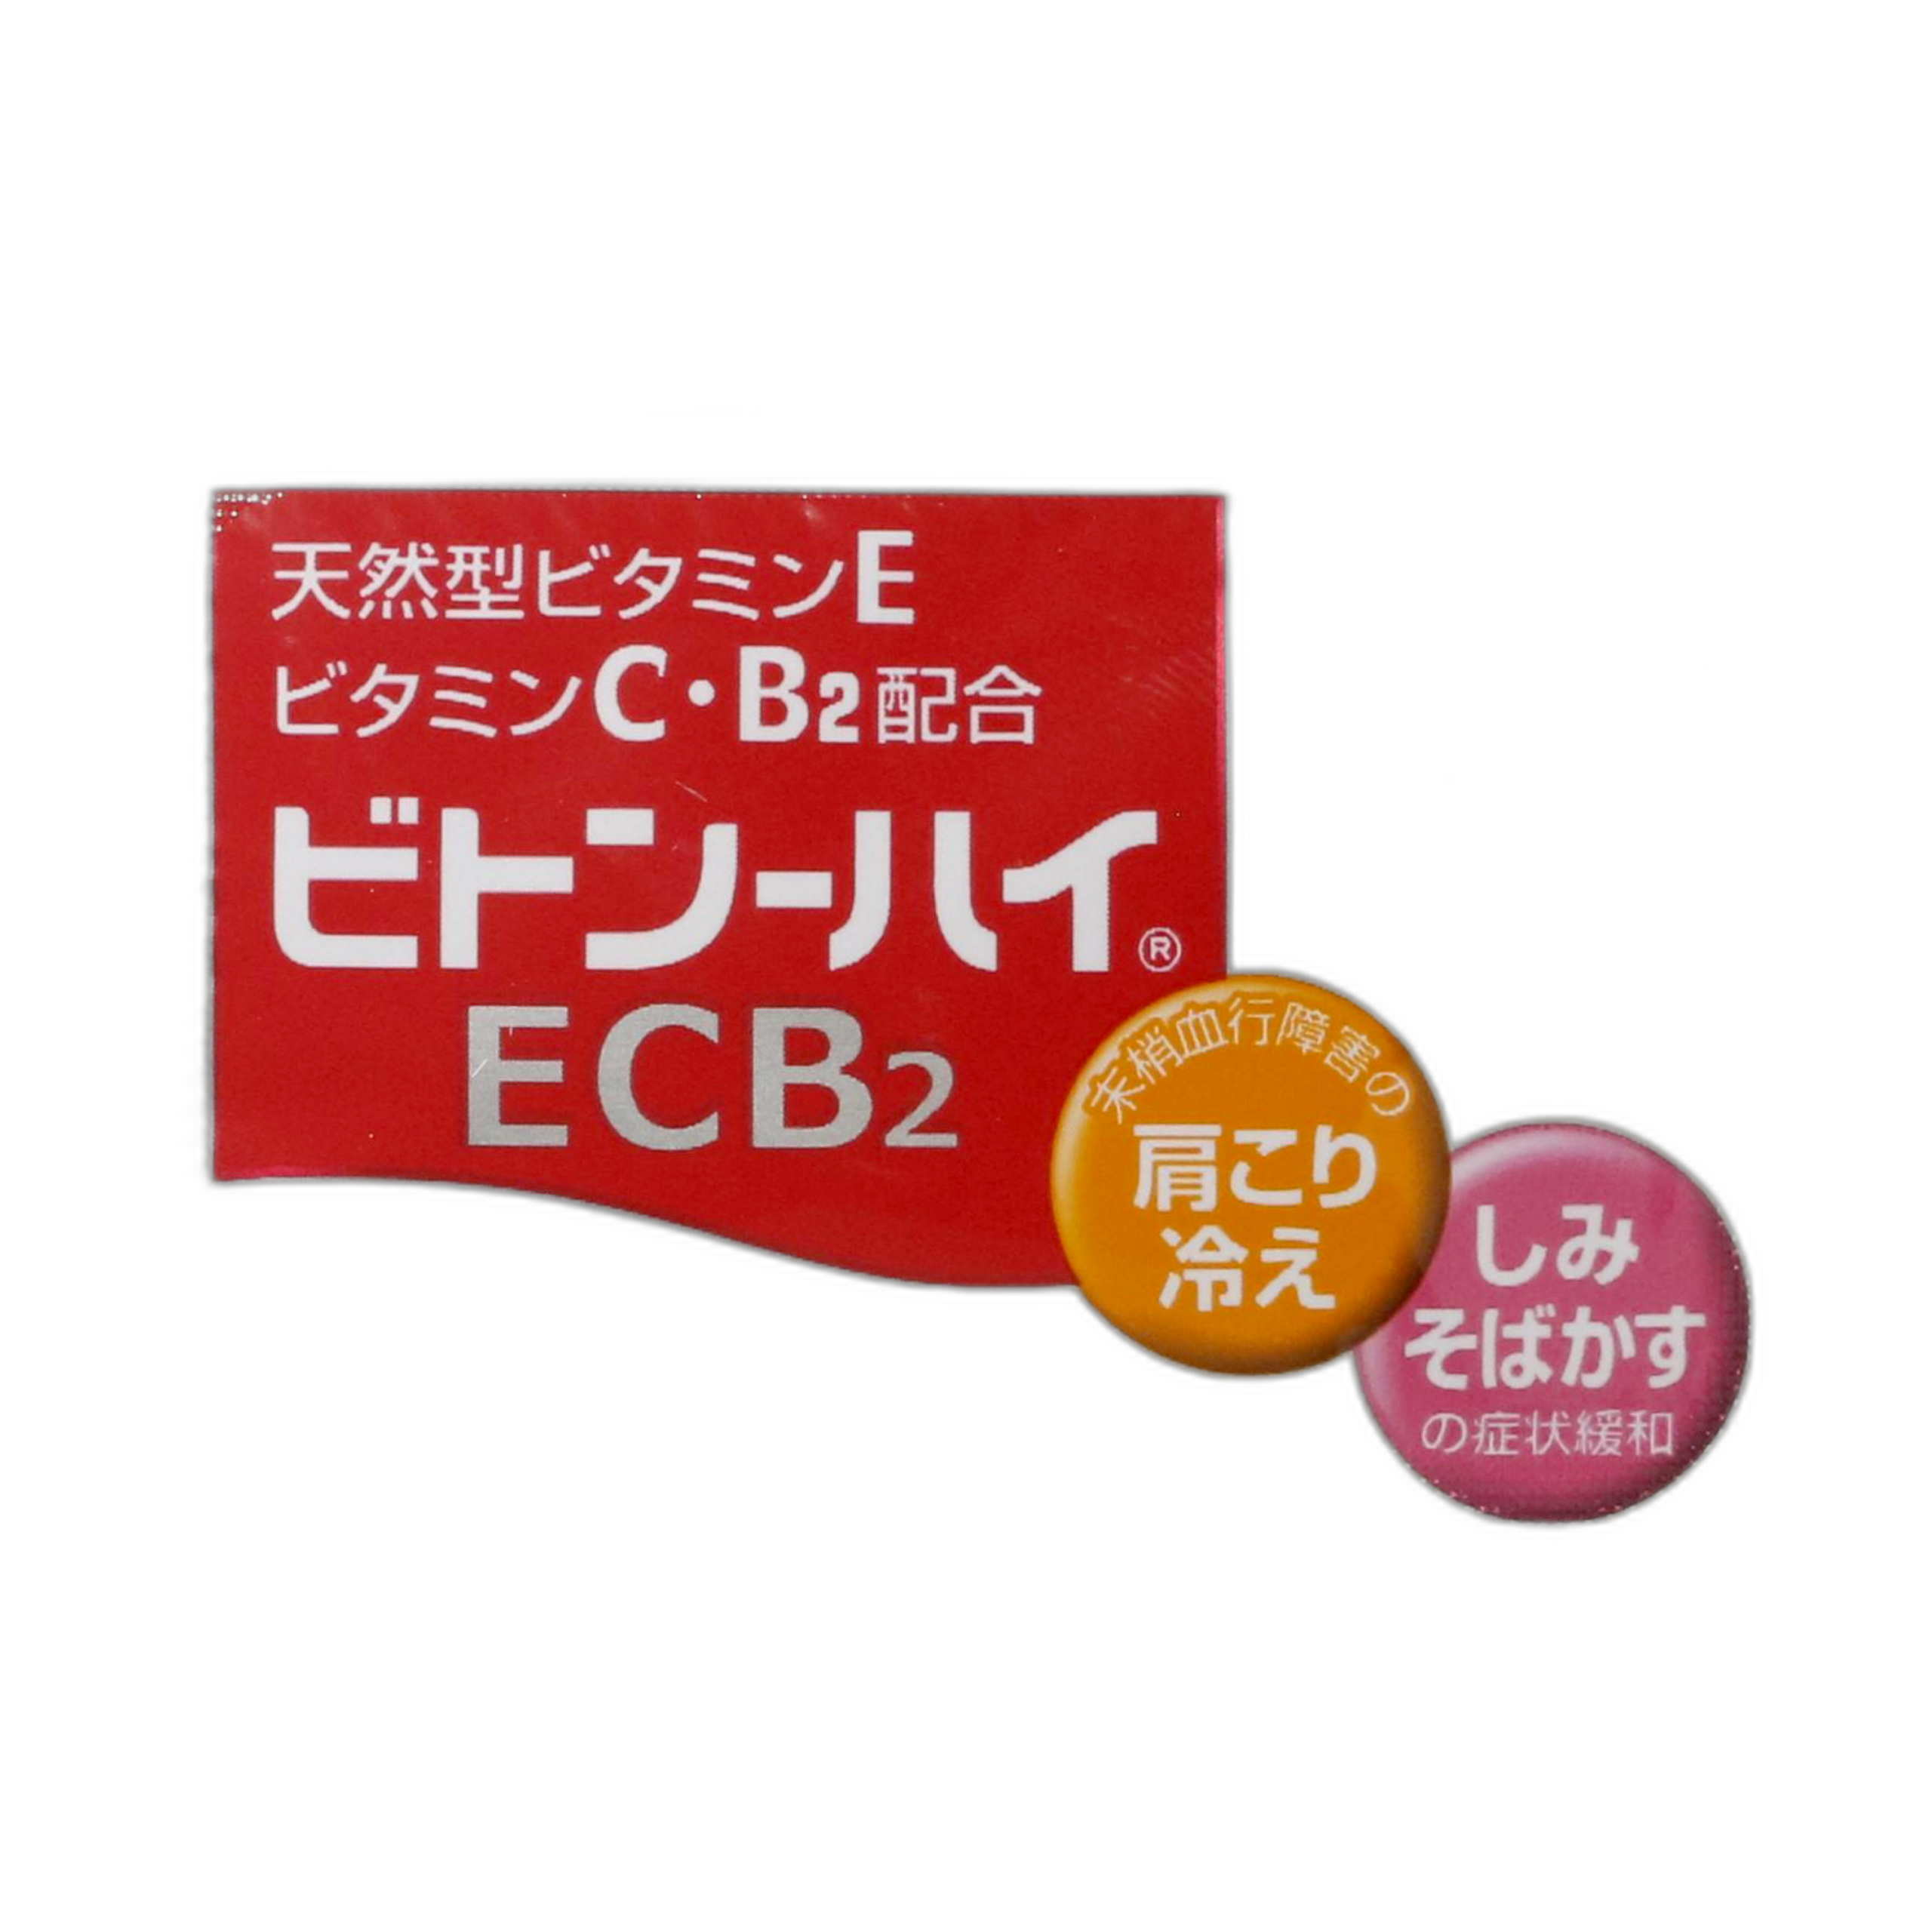 天然型ビタミンE
ビタミンC・B2配合
ビトン-ハイ®
ECB2
末梢血行障害の
肩こり
冷え
しみ
そばかす
の症状緩和